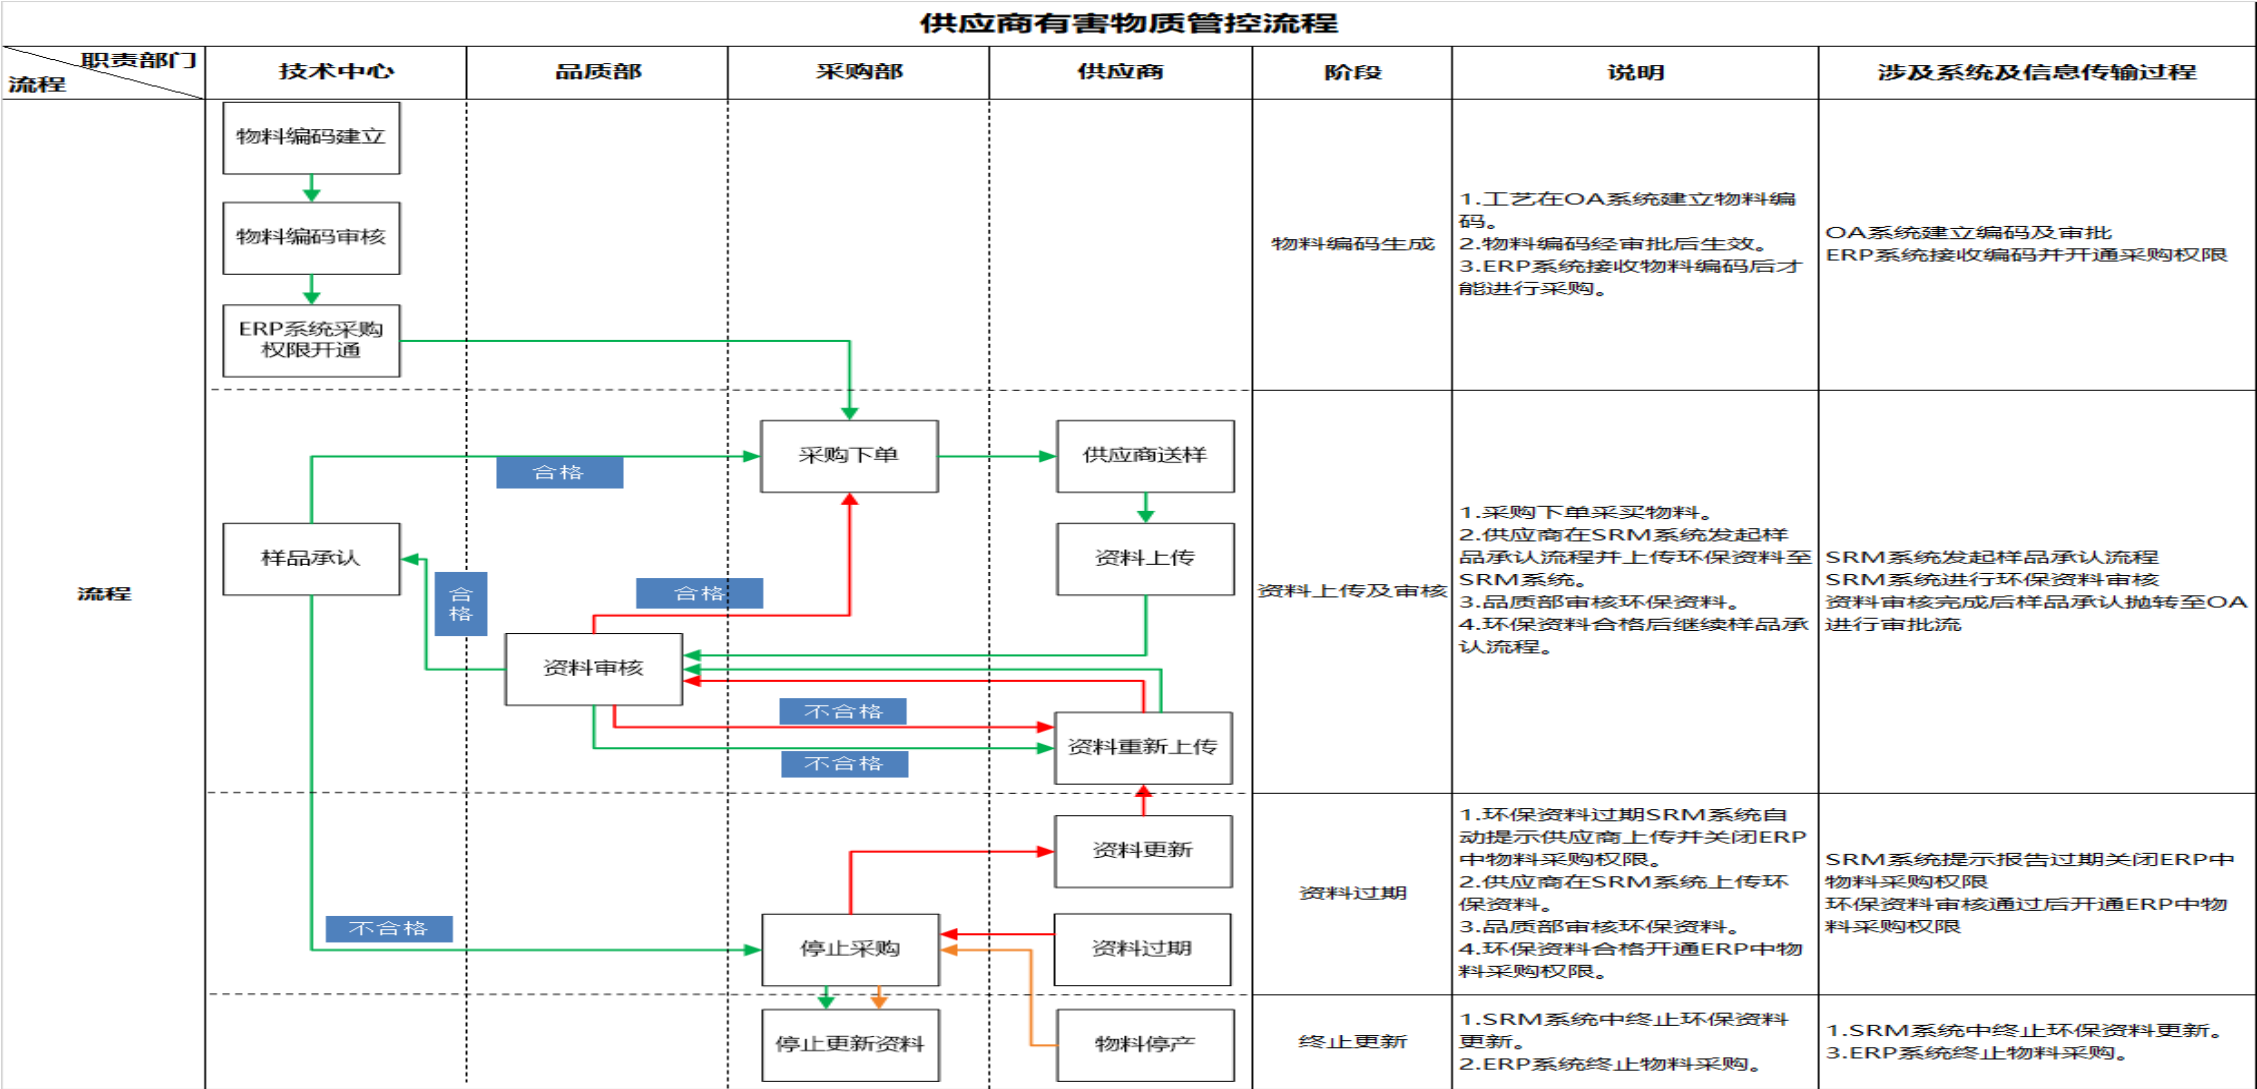 供应商有害物质管控流程
职责部门
流程
技术中心
品质部
采购部
供应商
阶段
说明
涉及系统及信息传输过程
流程
物料编码建立
物料编码审核
ERP系统采购
权限开通
物料编码生成
1.工艺在OA系统建立物料编
码。
2.物料编码经审批后生效。
3.ERP系统接收物料编码后才
能进行采购。
OA系统建立编码及审批
ERP系统接收编码并开通采购权限
采购下单
供应商送样
合格
样品承认
资料上传
合
格
合格
资料审核
不合格
资料重新上传
不合格
资料上传及审核
1.采购下单采买物料。
2.供应商在SRM系统发起样
品承认流程并上传环保资料至
SRM系统。
3.品质部审核环保资料。
4.环保资料合格后继续样品承
认流程。
SRM系统发起样品承认流程
SRM系统进行环保资料审核
资料审核完成后样品承认抛转至OA
进行审批流
资料更新
不合格
停止采购
资料过期
资料过期
1.环保资料过期SRM系统自
动提示供应商上传并关闭ERP
中物料采购权限。
2.供应商在SRM系统上传环
保资料。
3.品质部审核环保资料。
4.环保资料合格开通ERP中物
料采购权限。
SRM系统提示报告过期关闭ERP中
物料采购权限
环保资料审核通过后开通ERP中物
料采购权限
停止更新资料
物料停产
终止更新
1.SRM系统中终止环保资料
更新。
2.ERP系统终止物料采购。
1.SRM系统中终止环保资料更新。
3.ERP系统终止物料采购。